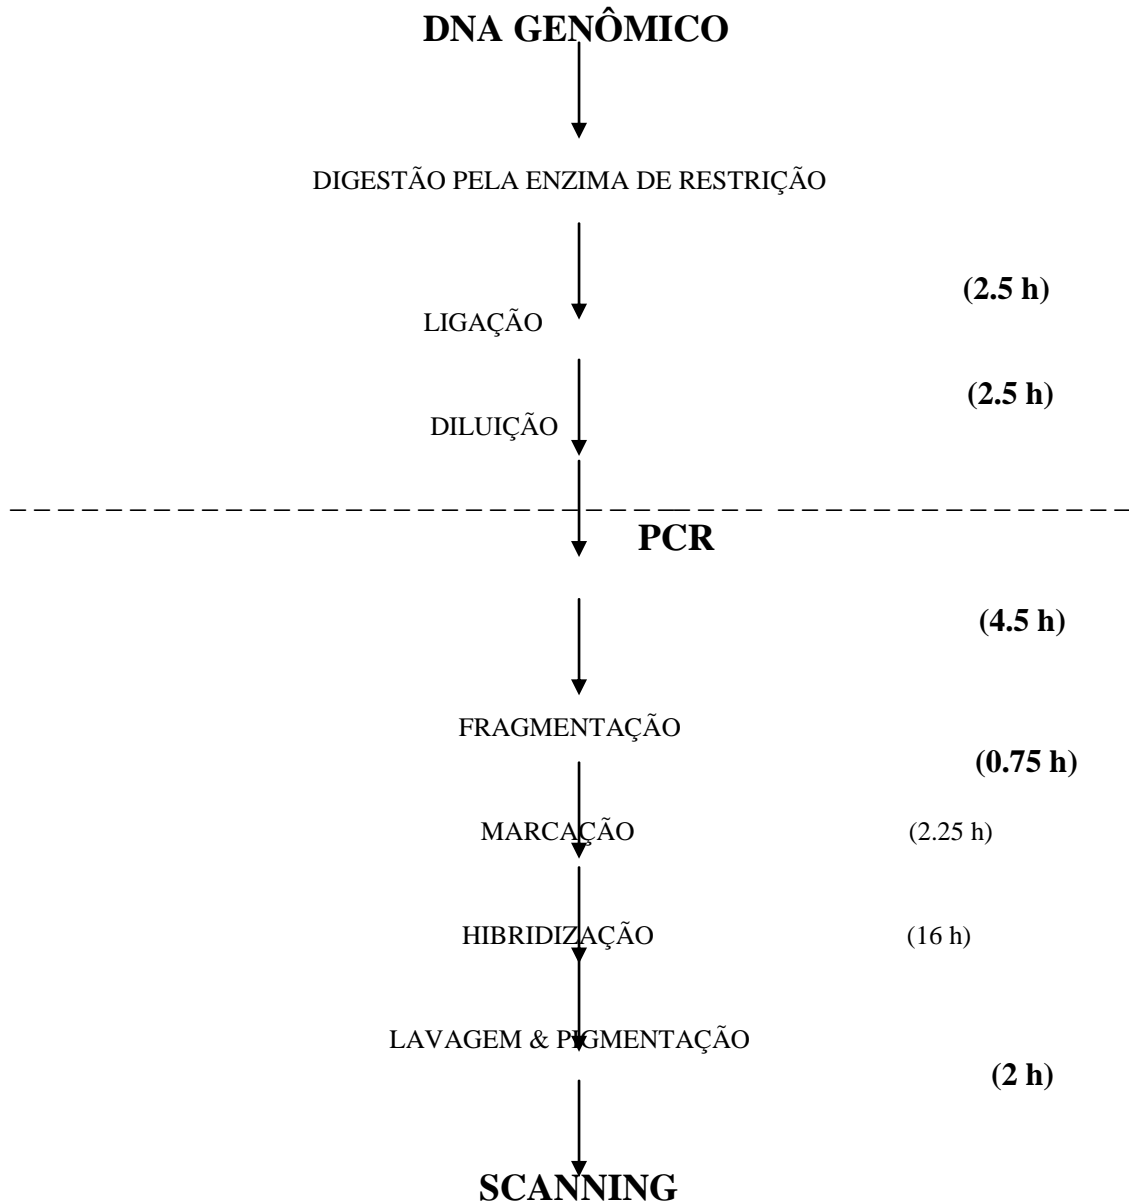 DNA GENÔMICO
DIGESTÃO PELA ENZIMA DE RESTRIÇÃO
(2.5 h)
LIGAÇÃO
(2.5 h)
DILUIÇÃO
PCR
(4.5 h)
FRAGMENTAÇÃO
(0.75 h)
MARCAÇÃO (2.25 h)
HIBRIDIZAÇÃO (16 h)
LAVAGEM & PIGMENTAÇÃO
(2 h)
SCANNING